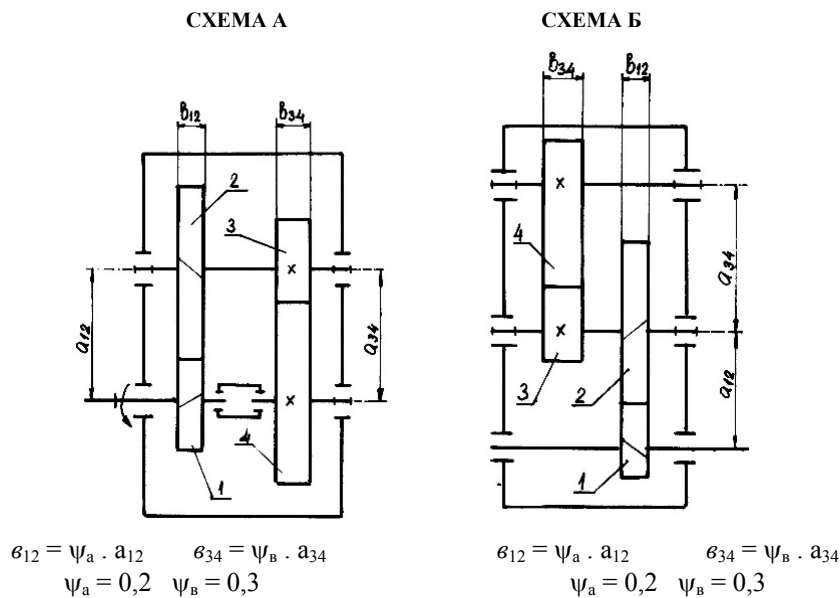 СХЕМА А
в12
в34
2
3
а12
а34
1
4
в12 = ψа . а12 в34 = ψв . а34
ψа = 0,2 ψв = 0,3
СХЕМА Б
в34
в12
4
а34
3
2
а12
1
в12 = ψа . а12 в34 = ψв . а34
ψа = 0,2 ψв = 0,3